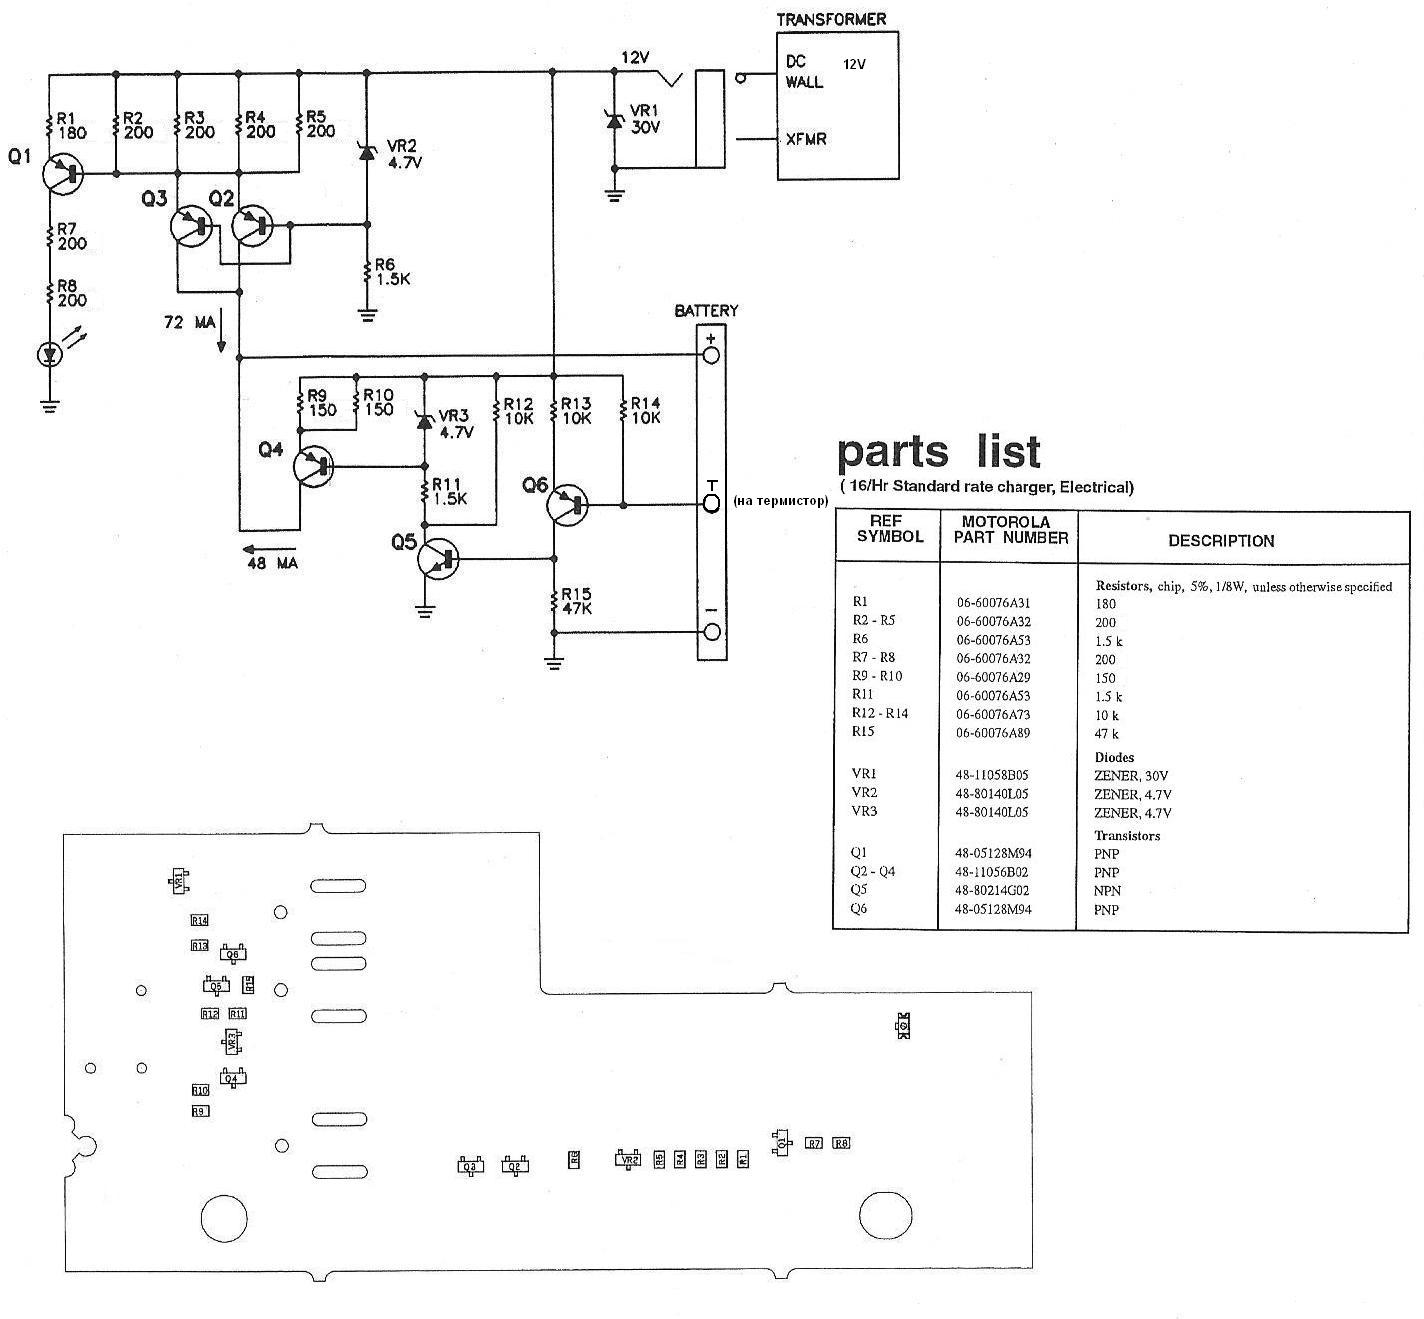 TRANSFORMER
DC
WALL
12V
XFMR
12V
VR1
30V
R1
180
R2
200
R3
200
R4
200
R5
200
VR2
4.7V
Q1
Q3
Q2
R7
200
R8
200
R6
1.5K
72 MA
BATTERY
+
R9
150
R10
150
VR3
4.7V
R12
10K
R13
10K
R14
10K
Q4
R11
1.5K
Q6
T
(на термистор)
Q5
48 MA
R15
47K
−
parts list
( 16/Hr Standard rate charger, Electrical)
REF SYMBOL MOTOROLA PART NUMBER DESCRIPTION
Resistors, chip, 5%, 1/8W, unless otherwise specified
R1 06-60076A31 180
R2 - R5 06-60076A32 200
R6 06-60076A53 1.5 k
R7 - R8 06-60076A32 200
R9 - R10 06-60076A29 150
R11 06-60076A53 1.5 k
R12 - R14 06-60076A73 10 k
R15 06-60076A89 47 k
Diodes
VR1 48-11058B05 ZENER, 30V
VR2 48-80140L05 ZENER, 4.7V
VR3 48-80140L05 ZENER, 4.7V
Transistors
Q1 48-05128M94 PNP
Q2 - Q4 48-11056B02 PNP
Q5 48-80214G02 NPN
Q6 48-05128M94 PNP
VR1
R14
R13
Q6
Q5
R15
R12
R11
VR3
Q4
R10
R9
Q3
Q2
R6
VR2
R5
R4
R3
R2
R1
Q1
R7
R8